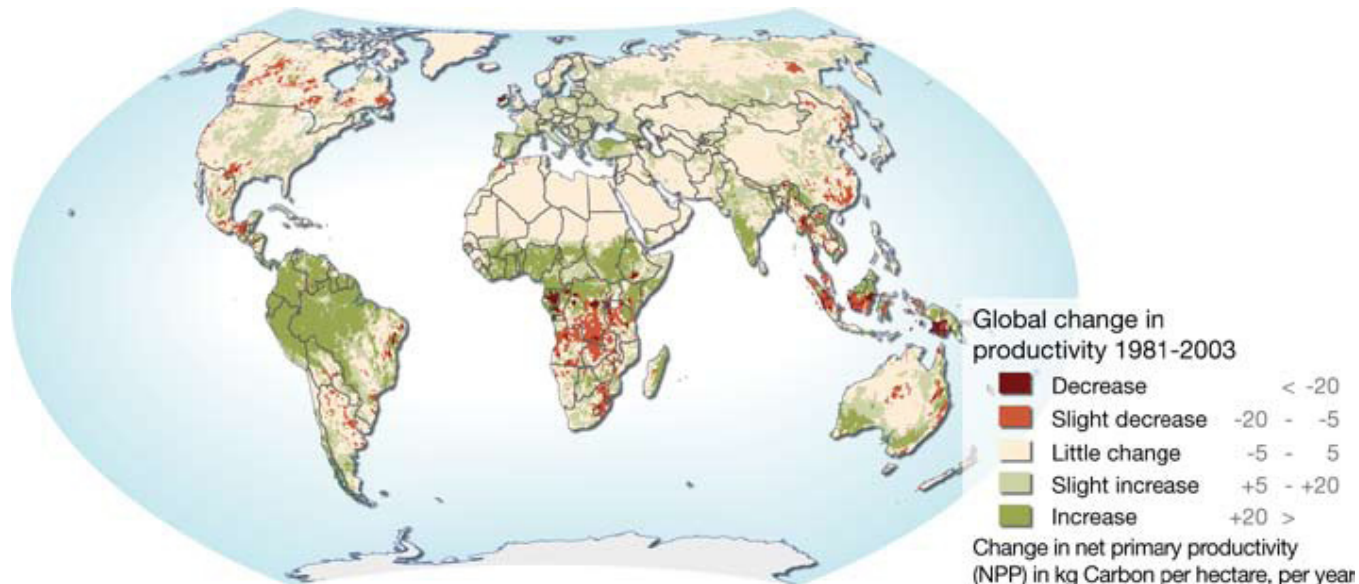 Global change in
productivity 1981-2003
Decrease < -20
Slight decrease -20 - -5
Little change -5 - 5
Slight increase +5 - +20
Increase +20 >
Change in net primary productivity
(NPP) in kg Carbon per hectare, per year